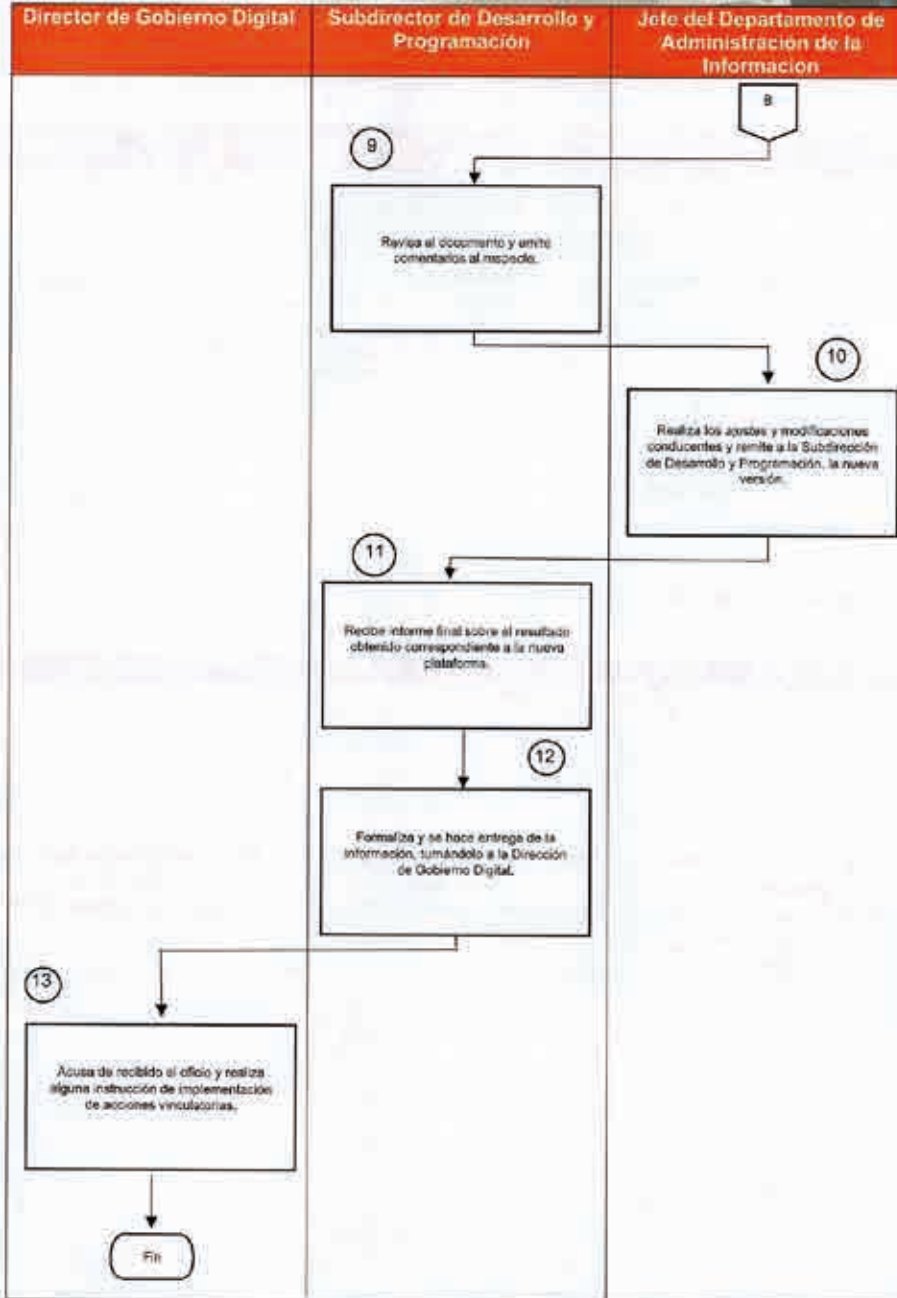 Director de Gobierno Digital
Subdirector de Desarrollo y
Programación
Jefe del Departamento de
Administración de la
Informacion
B
9
Revisa el documento y emite
comentarios al respecto.
10
Realiza los ajustes y modificaciones
conducentes y remite a la Subdirección
de Desarrollo y Programación, la nueva
versión.
11
Recibe informe final sobre el resultado
obtenido correspondiente a la nueva
plataforma.
12
Formaliza y se hace entrega de la
información, turnándolo a la Dirección
de Gobierno Digital.
13
Acusa de recibido el oficio y realiza
alguna instrucción de implementación
de acciones vinculatorias.
Fin